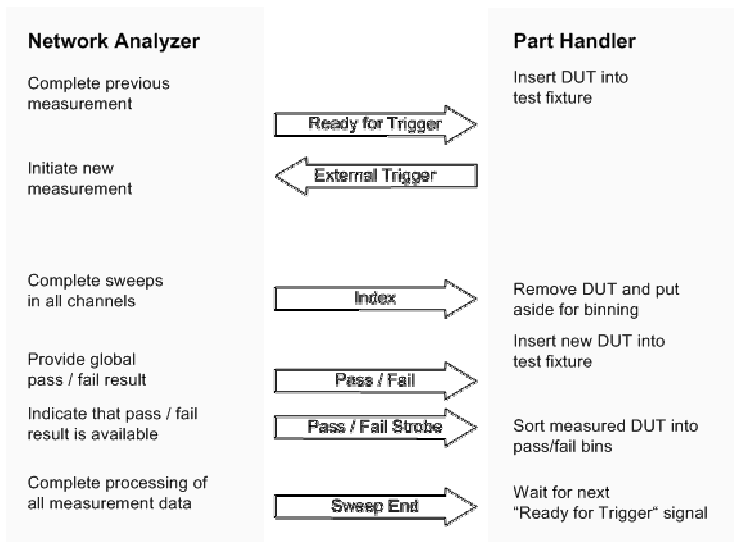 Network Analyzer
Part Handler
Complete previous
measurement
Insert DUT into
test fixture
Ready for Trigger
Initiate new
measurement
External Trigger
Complete sweeps
in all channels
Index
Remove DUT and put
aside for binning
Insert new DUT into
test fixture
Provide global
pass / fail result
Pass / Fail
Indicate that pass / fail
result is available
Pass / Fail Strobe
Sort measured DUT into
pass/fail bins
Complete processing of
all measurement data
Sweep End
Wait for next
"Ready for Trigger" signal